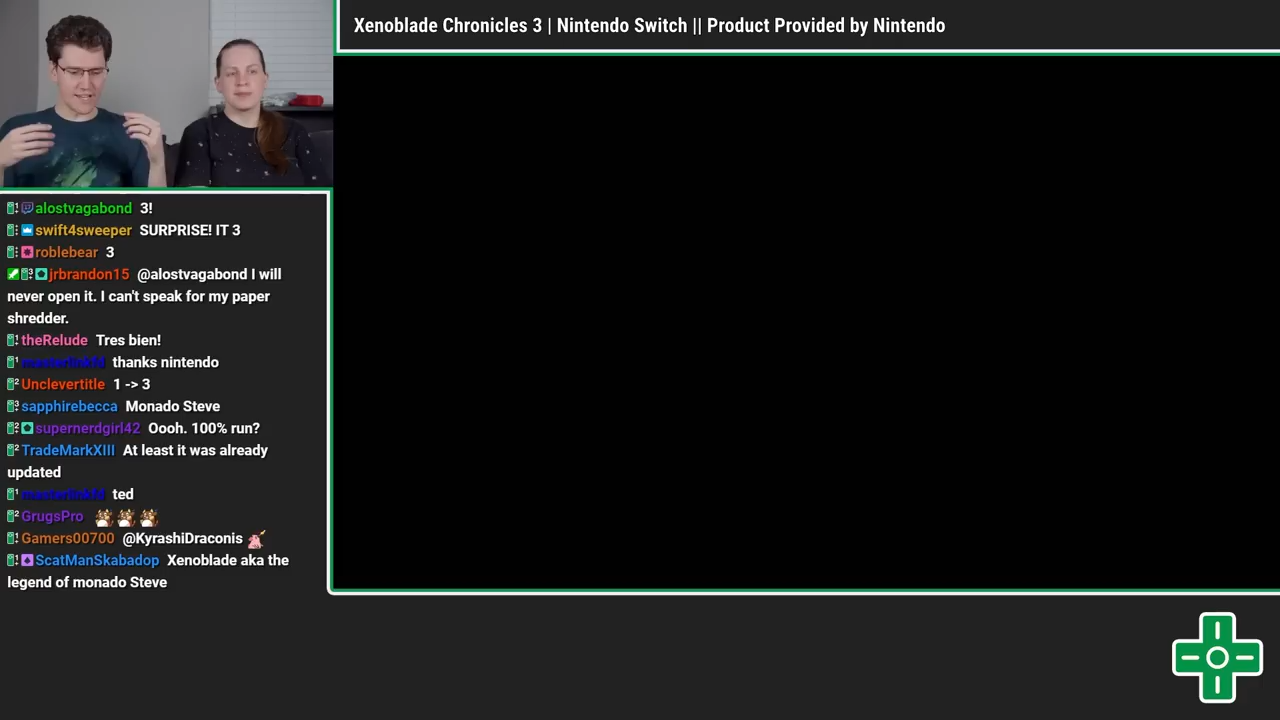 Xenoblade Chronicles 3 | Nintendo Switch || Product Provided by Nintendo
alostvagabond 3!
swift4sweeper SURPRISE! IT 3
roblebear 3
jrbrandon15 @alostvagabond I will
never open it. I can't speak for my paper
shredder.
theRelude Tres bien!
masterlinkfd thanks nintendo
Unclevertitle 1 -> 3
sapphirebecca Monado Steve
supernerdgirl42 Oooh. 100% run?
TradeMarkXIII At least it was already
updated
masterlinkfd ted
GrugsPro
Gamers00700 @KyrashiDraconis
ScatManSkabadop Xenoblade aka the
legend of monado Steve